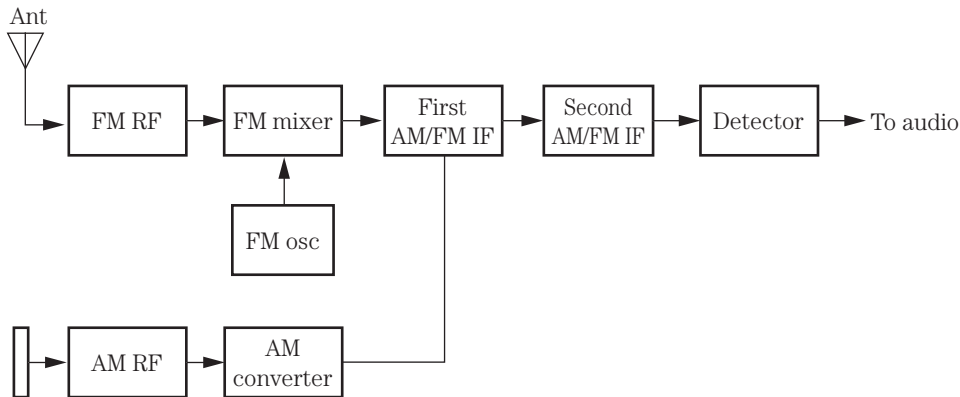 Ant
FM RF
FM mixer
First
AM/FM IF
Second
AM/FM IF
Detector
To audio
FM osc
AM RF
AM
converter